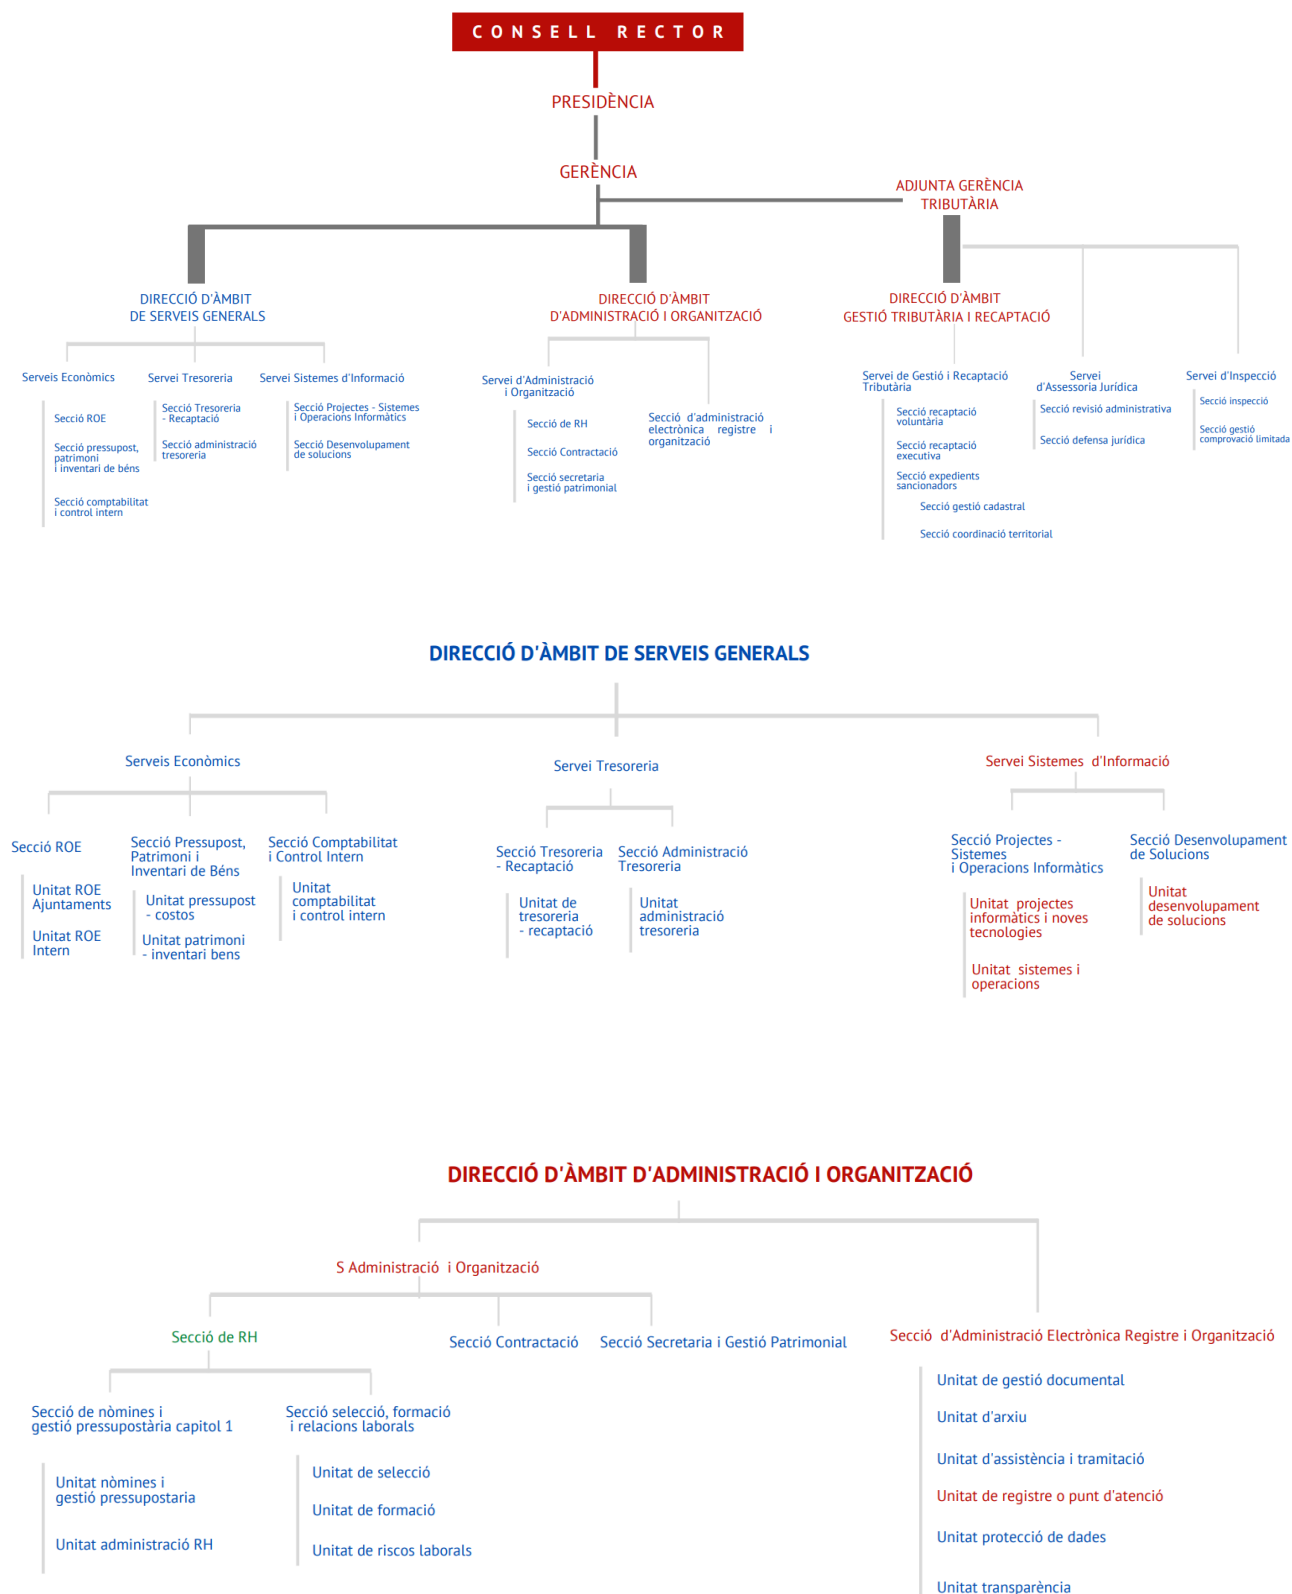 CONSELL RECTOR
PRESIDÈNCIA
GERÈNCIA
ADJUNTA GERÈNCIA
TRIBUTÀRIA
DIRECCIÓ D'ÀMBIT
DE SERVEIS GENERALS
DIRECCIÓ D'ÀMBIT
D'ADMINISTRACIÓ I ORGANITZACIÓ
DIRECCIÓ D'ÀMBIT
GESTIÓ TRIBUTÀRIA I RECAPTACIÓ
Serveis Econòmics
Secció ROE
Secció pressupost,
patrimoni
i inventari de béns
Secció comptabilitat
i control intern
Servei Tresoreria
Secció Tresoreria
- Recaptació
Secció administració
tresoreria
Servei Sistemes d'Informació
Secció Projectes - Sistemes
i Operacions Informàtics
Secció Desenvolupament
de solucions
Servei d'Administració
i Organització
Secció de RH
Secció Contractació
Secció secretaria
i gestió patrimonial
Secció d'administració
electrònica registre i
organització
Servei de Gestió i Recaptació
Tributària
Secció recaptació
voluntària
Secció recaptació
executiva
Secció expedients
sancionadors
Secció gestió cadastral
Secció coordinació territorial
Servei
d'Assessoria Jurídica
Secció revisió administrativa
Secció defensa jurídica
Servei d'Inspecció
Secció inspecció
Secció gestió
comprovació limitada
DIRECCIÓ D'ÀMBIT DE SERVEIS GENERALS
Serveis Econòmics
Secció ROE
Unitat ROE
Ajuntaments
Unitat ROE
Intern
Secció Pressupost,
Patrimoni i
Inventari de Béns
Unitat pressupost
- costos
Unitat patrimoni
- inventari bens
Secció Comptabilitat
i Control Intern
Unitat
comptabilitat
i control intern
Servei Tresoreria
Secció Tresoreria
- Recaptació
Unitat de
tresoreria
- recaptació
Secció Administració
Tresoreria
Unitat
administració
tresoreria
Servei Sistemes d'Informació
Secció Projectes -
Sistemes
i Operacions Informàtics
Unitat projectes
informàtics i noves
tecnologies
Unitat sistemes i
operacions
Secció Desenvolupament
de Solucions
Unitat
desenvolupament
de solucions
DIRECCIÓ D'ÀMBIT D'ADMINISTRACIÓ I ORGANITZACIÓ
S Administració i Organització
Secció de RH
Secció de nòmines i
gestió pressupostària capitol 1
Unitat nòmines i
gestió pressupostaria
Unitat administració RH
Secció selecció, formació
i relacions laborals
Unitat de selecció
Unitat de formació
Unitat de riscos laborals
Secció Contractació
Secció Secretaria i Gestió Patrimonial
Secció d'Administració Electrònica Registre i Organització
Unitat de gestió documental
Unitat d'arxiu
Unitat d'assistència i tramitació
Unitat de registre o punt d'atenció
Unitat protecció de dades
Unitat transparència